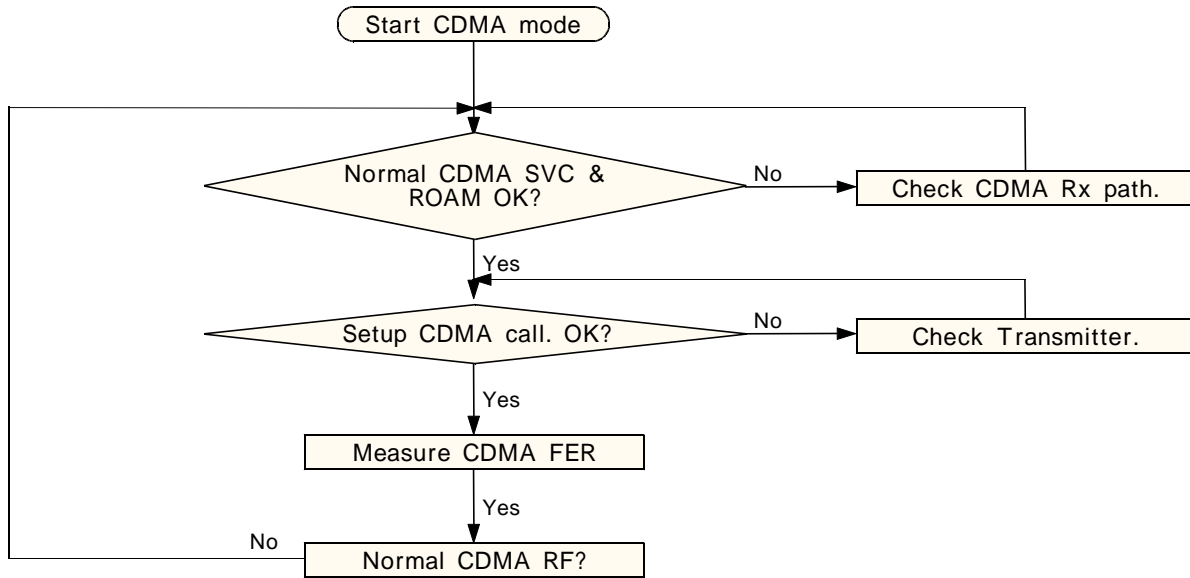 Start CDMA mode
Normal CDMA SVC &
ROAM OK?
No
Check CDMA Rx path.
Yes
Setup CDMA call. OK?
No
Check Transmitter.
Yes
Measure CDMA FER
Yes
No
Normal CDMA RF?